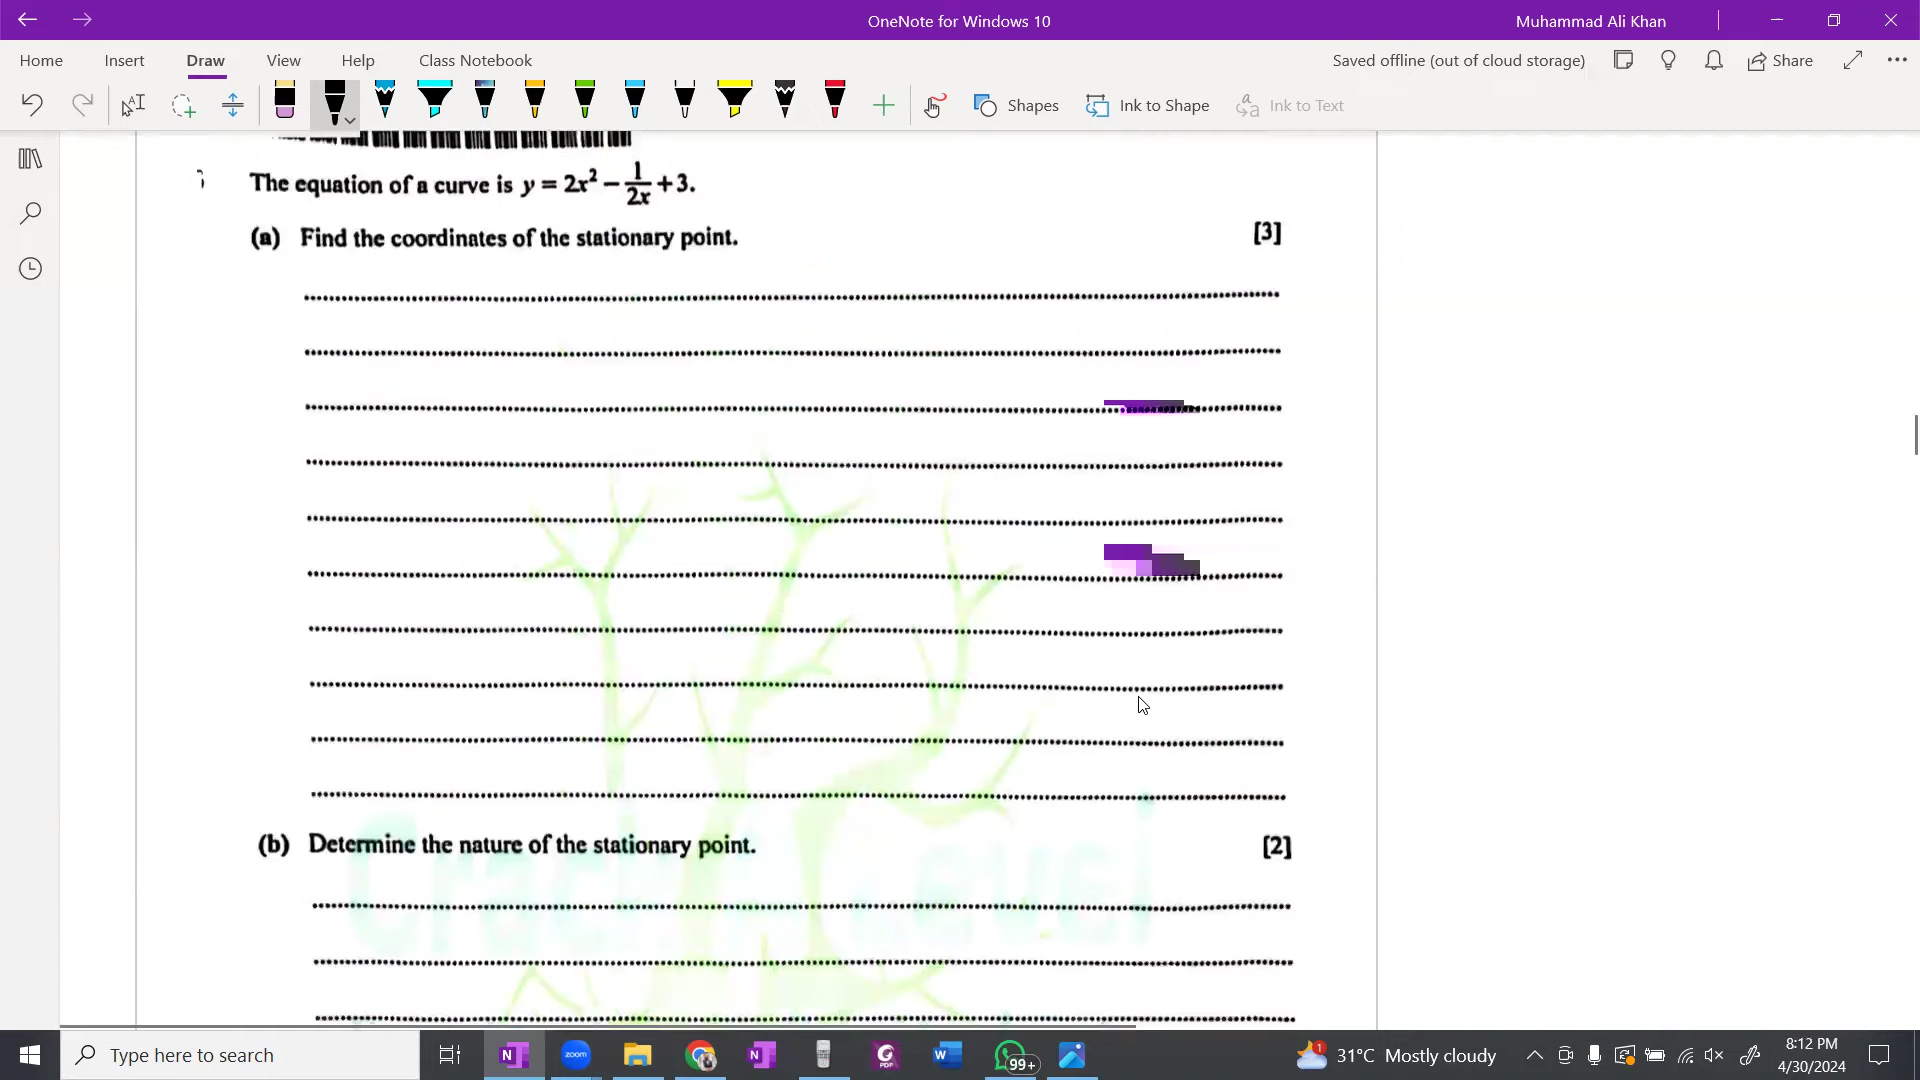 OneNote for Windows 10
Muhammad Ali Khan
Home Insert Draw View Help Class Notebook
Saved offline (out of cloud storage)
Share
Shapes
Ink to Shape
Ink to Text
The equation of a curve is y = 2x² − 1/2x + 3.
(a) Find the coordinates of the stationary point. [3]
(b) Determine the nature of the stationary point. [2]
Type here to search
zoom
99+
31°C Mostly cloudy
8:12 PM
4/30/2024